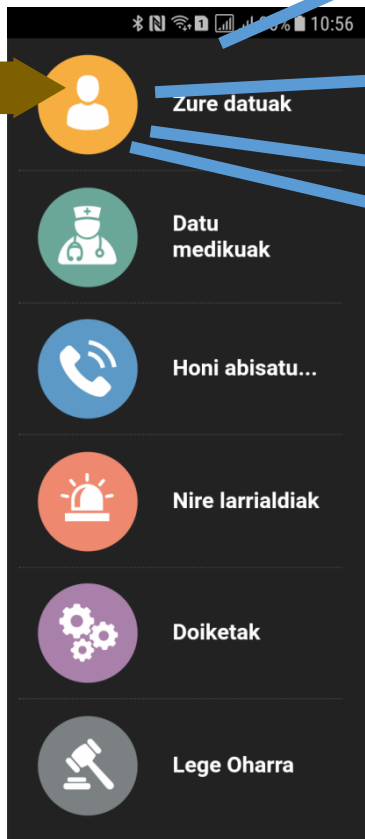 10:56
Zure datuak
Datu
medikuak
Honi abisatu...
Nire larrialdiak
Doiketak
Lege Oharra